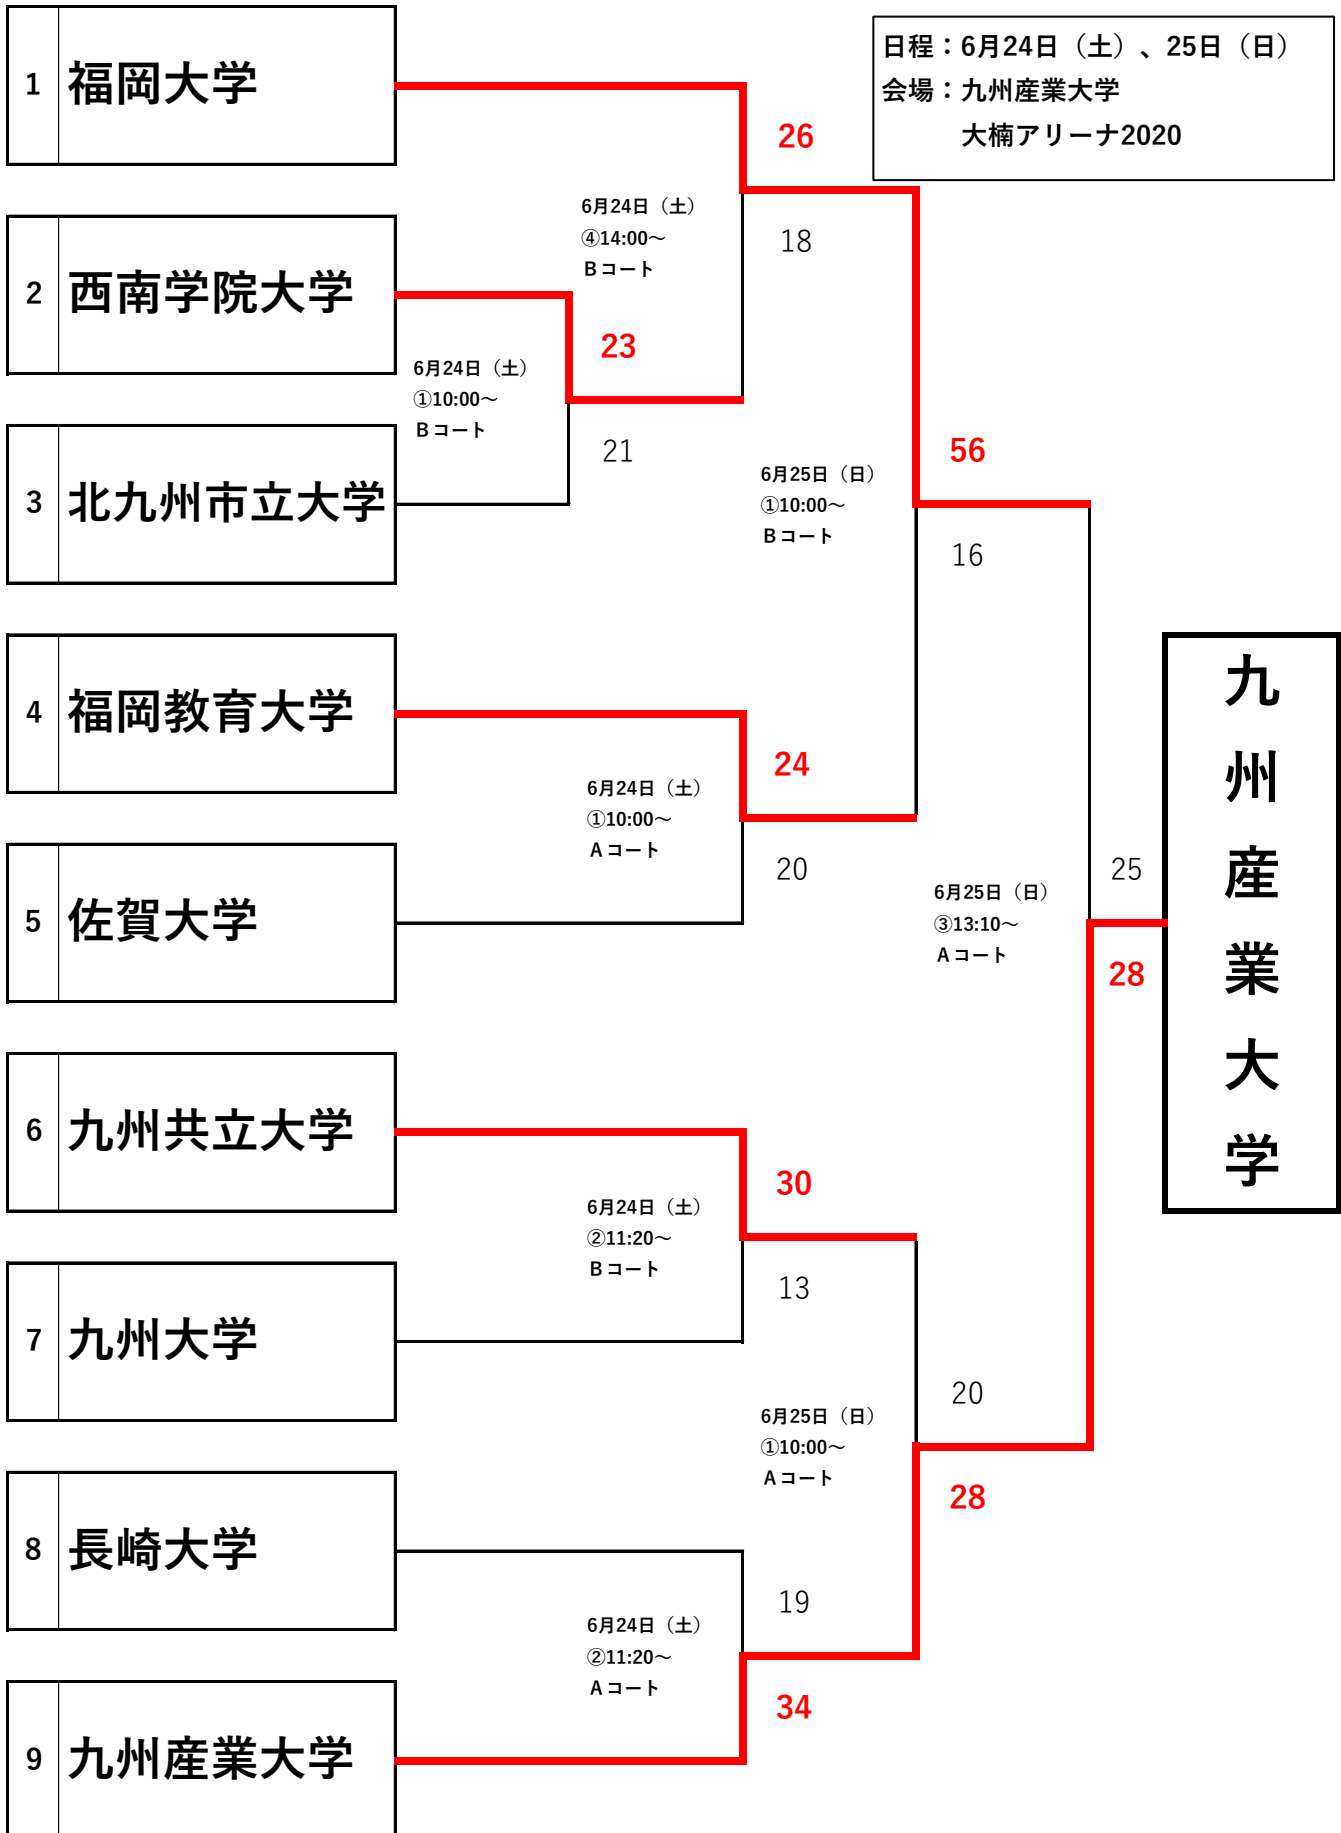 日程：6月24日（土）、25日（日）
会場：九州産業大学
大楠アリーナ2020
1 福岡大学
26
6月24日（土）
④14:00～
Ｂコート
18
2 西南学院大学
23
6月24日（土）
①10:00～
Ｂコート
21
3 北九州市立大学
56
6月25日（日）
①10:00～
Ｂコート
16
4 福岡教育大学
24
6月24日（土）
①10:00～
Ａコート
20
5 佐賀大学
25
6月25日（日）
③13:10～
Ａコート
28
九州産業大学
6 九州共立大学
30
6月24日（土）
②11:20～
Ｂコート
13
7 九州大学
20
6月25日（日）
①10:00～
Ａコート
28
8 長崎大学
19
6月24日（土）
②11:20～
Ａコート
34
9 九州産業大学